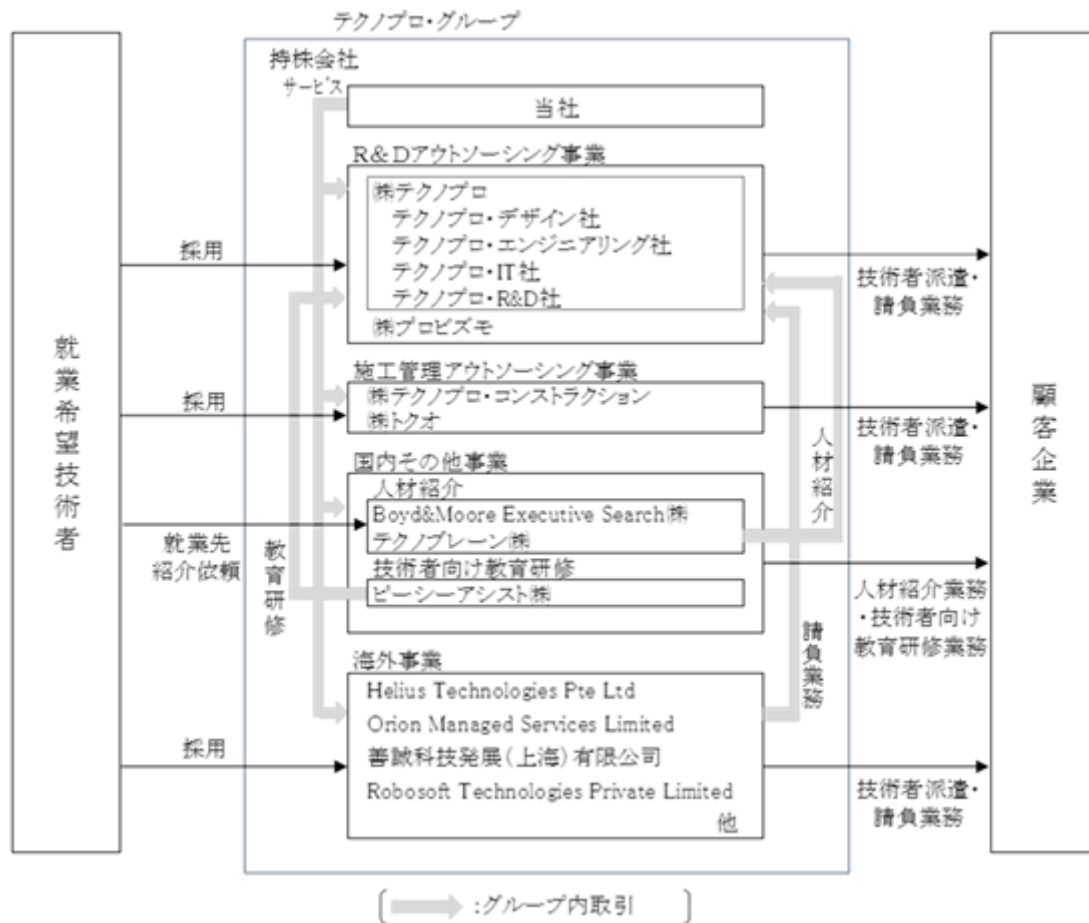 テクノプロ・グループ
持株会社
サービス
当社
R&Dアウトソーシング事業
㈱テクノプロ
テクノプロ・デザイン社
テクノプロ・エンジニアリング社
テクノプロ・IT社
テクノプロ・R&D社
㈱プロビズモ
採用
技術者派遣・
請負業務
施工管理アウトソーシング事業
㈱テクノプロ・コンストラクション
㈱トクオ
採用
技術者派遣・
請負業務
国内その他事業
人材紹介
Boyd&Moore Executive Search㈱
テクノブレーン㈱
技術者向け教育研修
ピーシーアシスト㈱
就業先
紹介依頼
教育研修
人材紹介
請負業務
人材紹介業務
・技術者向け
教育研修業務
海外事業
Helius Technologies Pte Ltd
Orion Managed Services Limited
善誠科技発展(上海)有限公司
Robosoft Technologies Private Limited
他
採用
技術者派遣・
請負業務
就業希望技術者
顧客企業
:グループ内取引